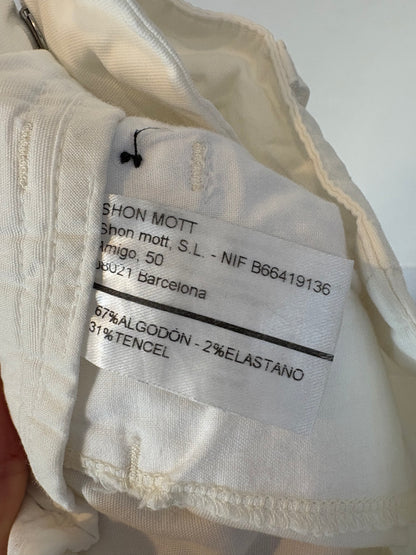 SHON MOTT
Shon mott, S.L. - NIF B66419136
Amigo, 50
08021 Barcelona
67%ALGODÓN - 2%ELASTANO
31%TENCEL